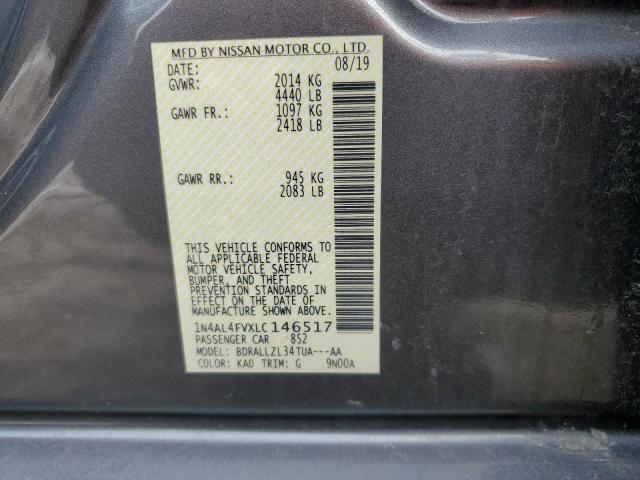 MFD BY NISSAN MOTOR CO., LTD.
DATE: 08/19
GVWR: 2014 KG
4440 LB
GAWR FR.: 1097 KG
2418 LB
GAWR RR.: 945 KG
2083 LB
THIS VEHICLE CONFORMS TO
ALL APPLICABLE FEDERAL
MOTOR VEHICLE SAFETY,
BUMPER, AND THEFT
PREVENTION STANDARDS IN
EFFECT ON THE DATE OF
MANUFACTURE SHOWN ABOVE.
1N4AL4FVXLC146517
PASSENGER CAR 852
MODEL: BDRALLZL34TUA---AA
COLOR: KAD TRIM: G 9N00A